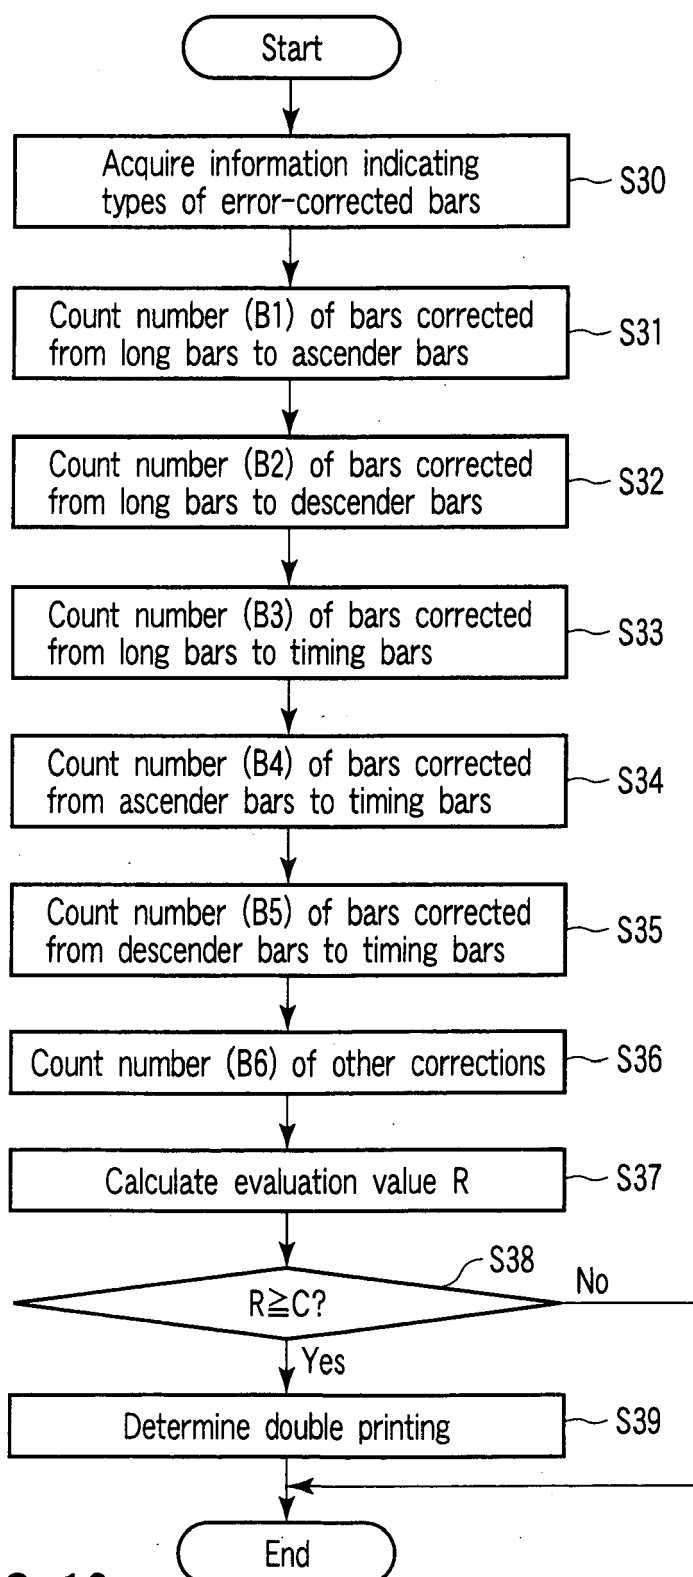 Start
Acquire information indicating
types of error-corrected bars
S30
Count number (B1) of bars corrected
from long bars to ascender bars
S31
Count number (B2) of bars corrected
from long bars to descender bars
S32
Count number (B3) of bars corrected
from long bars to timing bars
S33
Count number (B4) of bars corrected
from ascender bars to timing bars
S34
Count number (B5) of bars corrected
from descender bars to timing bars
S35
Count number (B6) of other corrections
S36
Calculate evaluation value R
S37
S38
R≧C?
No
Yes
Determine double printing
S39
End